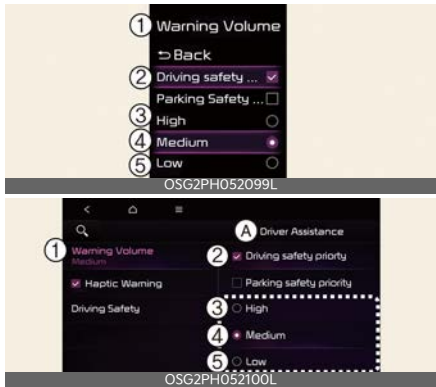 ① Warning Volume
⮌ Back
② Driving safety ...
Parking Safety ...
③ High
④ Medium
⑤ Low
OSG2PH052099L
Ⓐ Driver Assistance
① Warning Volume
Medium
② Driving safety priorty
Haptic Warning
Parking safety priority
Driving Safety
③ High
④ Medium
⑤ Low
OSG2PH052100L